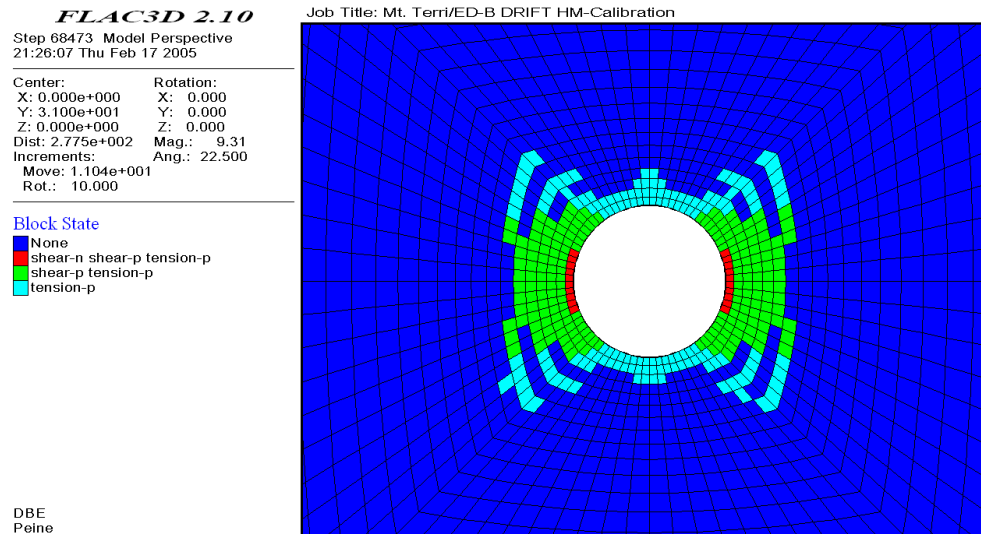 FLAC3D 2.10
Step 68473 Model Perspective
21:26:07 Thu Feb 17 2005
Center: Rotation:
X: 0.000e+000 X: 0.000
Y: 3.100e+001 Y: 0.000
Z: 0.000e+000 Z: 0.000
Dist: 2.775e+002 Mag.: 9.31
Increments: Ang.: 22.500
Move: 1.104e+001
Rot.: 10.000
Block State
None
shear-n shear-p tension-p
shear-p tension-p
tension-p
DBE
Peine
Job Title: Mt. Terri/ED-B DRIFT HM-Calibration